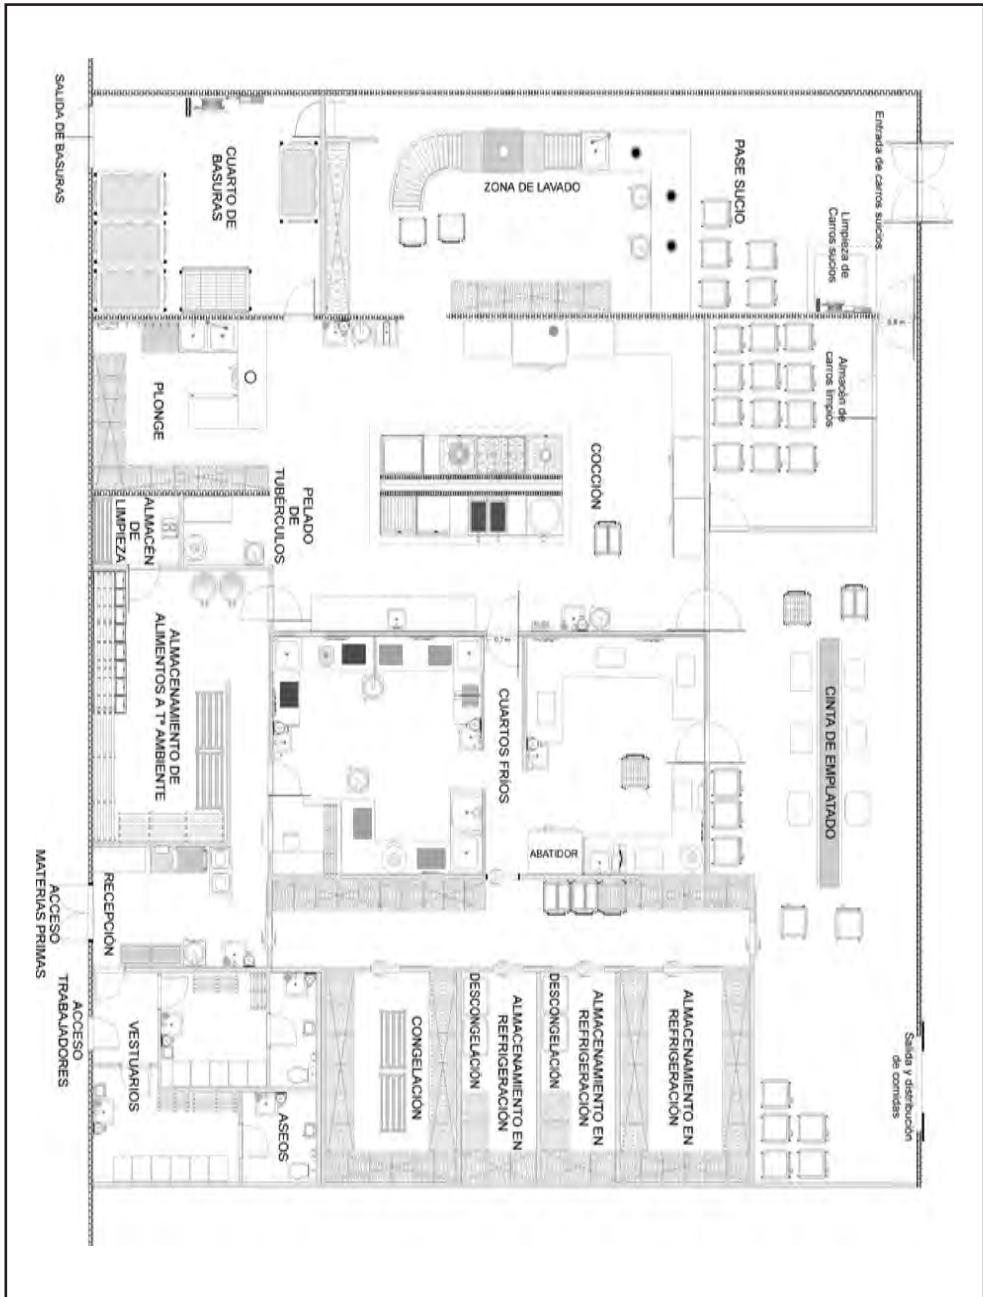 Entrada de carros suicios
Limpieza de
Carros sucios
PASE SUCIO
ZONA DE LAVADO
CUARTO DE
BASURAS
SALIDA DE BASURAS
Almacén de
carros limpios
COCCIÓN
PLONGE
PELADO
DE
TUBÉRCULOS
ALMACÉN
DE
LIMPIEZA
CINTA DE EMPLATADO
CUARTOS FRÍOS
0,7 m
ABATIDOR
ALMACENAMIENTO DE
ALIMENTOS A Tª AMBIENTE
RECEPCIÓN
ACCESO
MATERIAS PRIMAS
Salida y distribución
de comidas
ALMACENAMIENTO EN
REFRIGERACIÓN
ALMACENAMIENTO EN
REFRIGERACIÓN
DESCONGELACIÓN
ALMACENAMIENTO EN
REFRIGERACIÓN
DESCONGELACIÓN
CONGELACIÓN
ASEOS
VESTUARIOS
ACCESO
TRABAJADORES